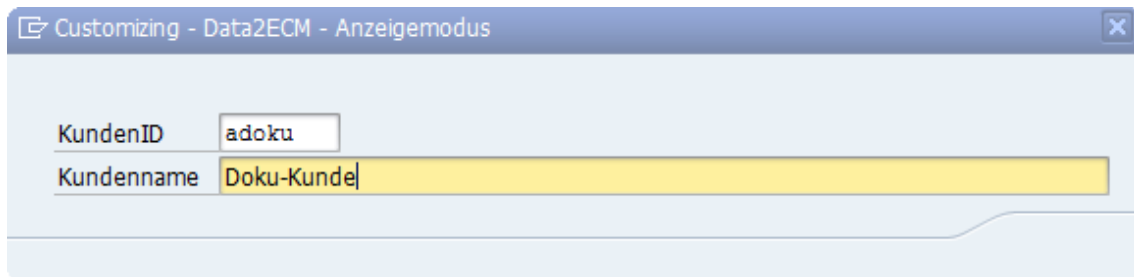 Customizing - Data2ECM - Anzeigemodus
KundenID adoku
Kundenname Doku-Kunde